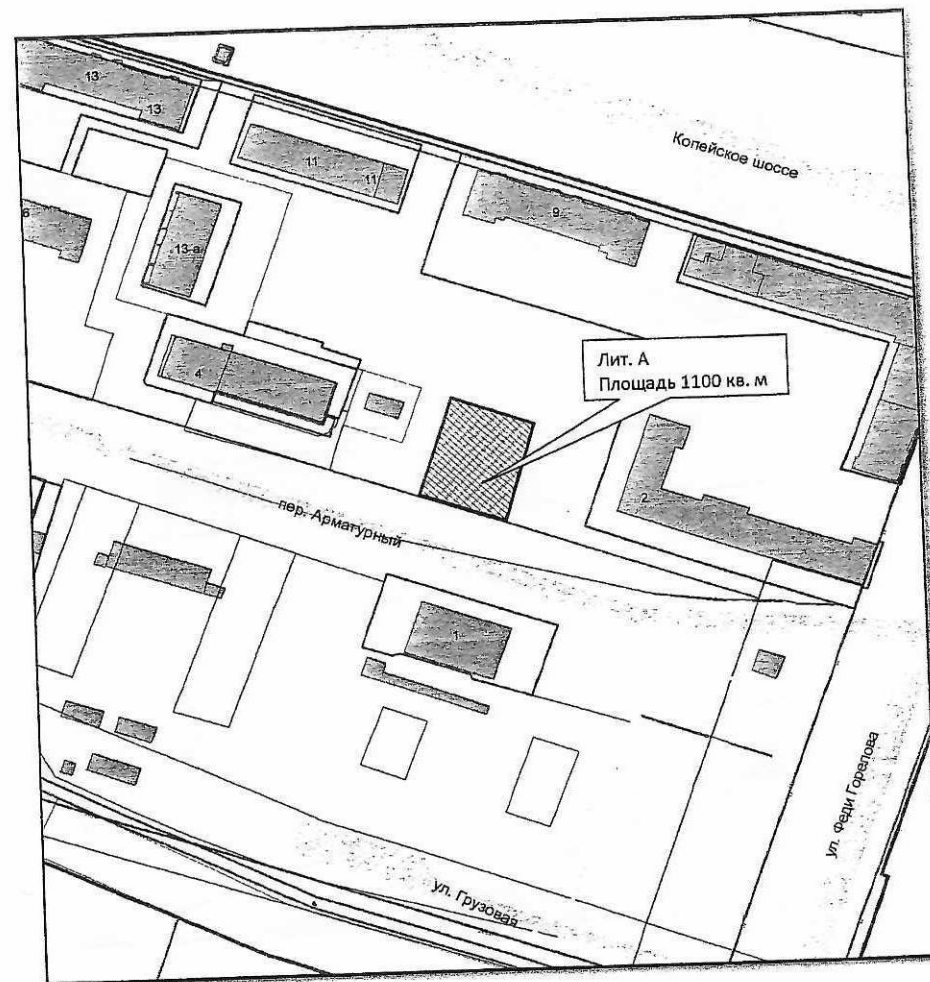 13
13
11
11
Копейское шоссе
9
13-а
6
Лит. А
Площадь 1100 кв. м
4
2
пер. Арматурный
1
ул. Феди Горелова
ул. Грузовая